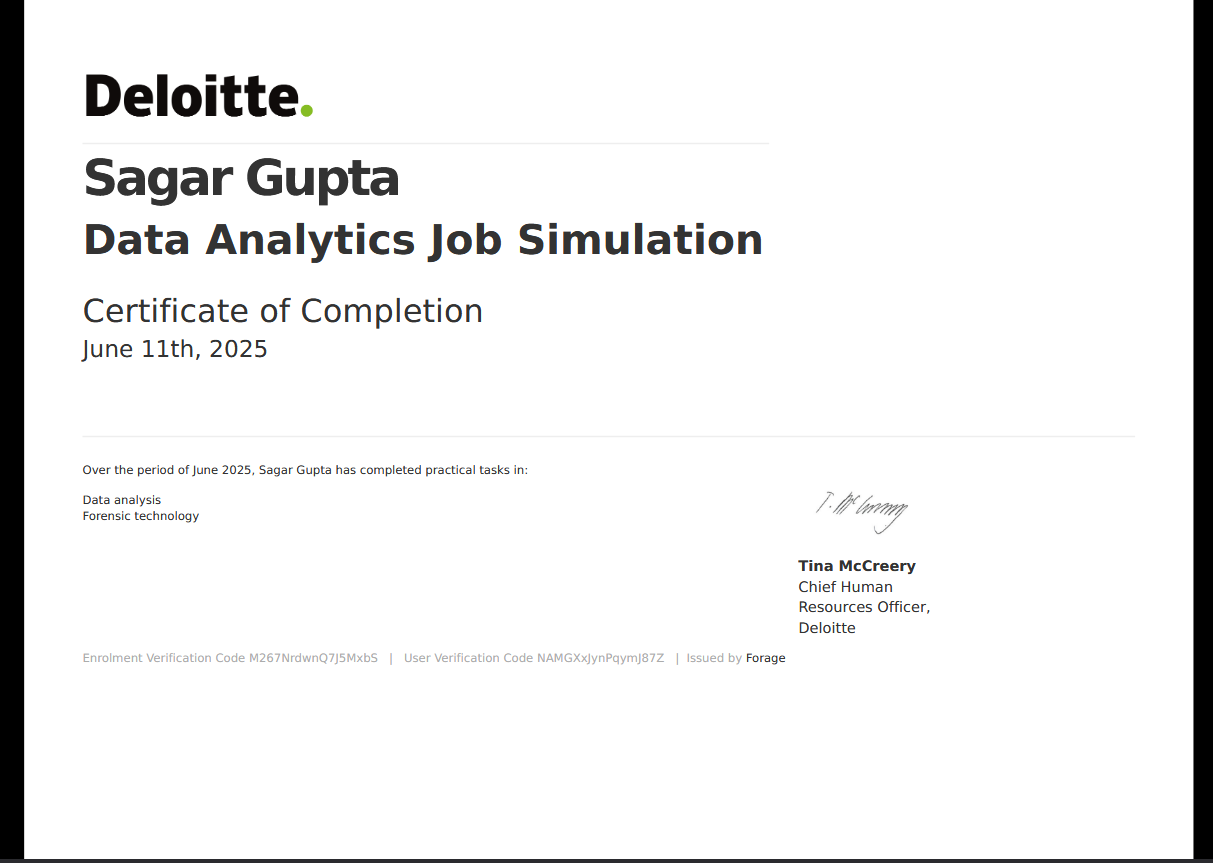 Deloitte.
Sagar Gupta
Data Analytics Job Simulation
Certificate of Completion
June 11th, 2025
Over the period of June 2025, Sagar Gupta has completed practical tasks in:
Data analysis
Forensic technology
T. McCreery
Tina McCreery
Chief Human
Resources Officer,
Deloitte
Enrolment Verification Code M267NrdwnQ7J5MxbS | User Verification Code NAMGXxJynPqymJ87Z | Issued by Forage